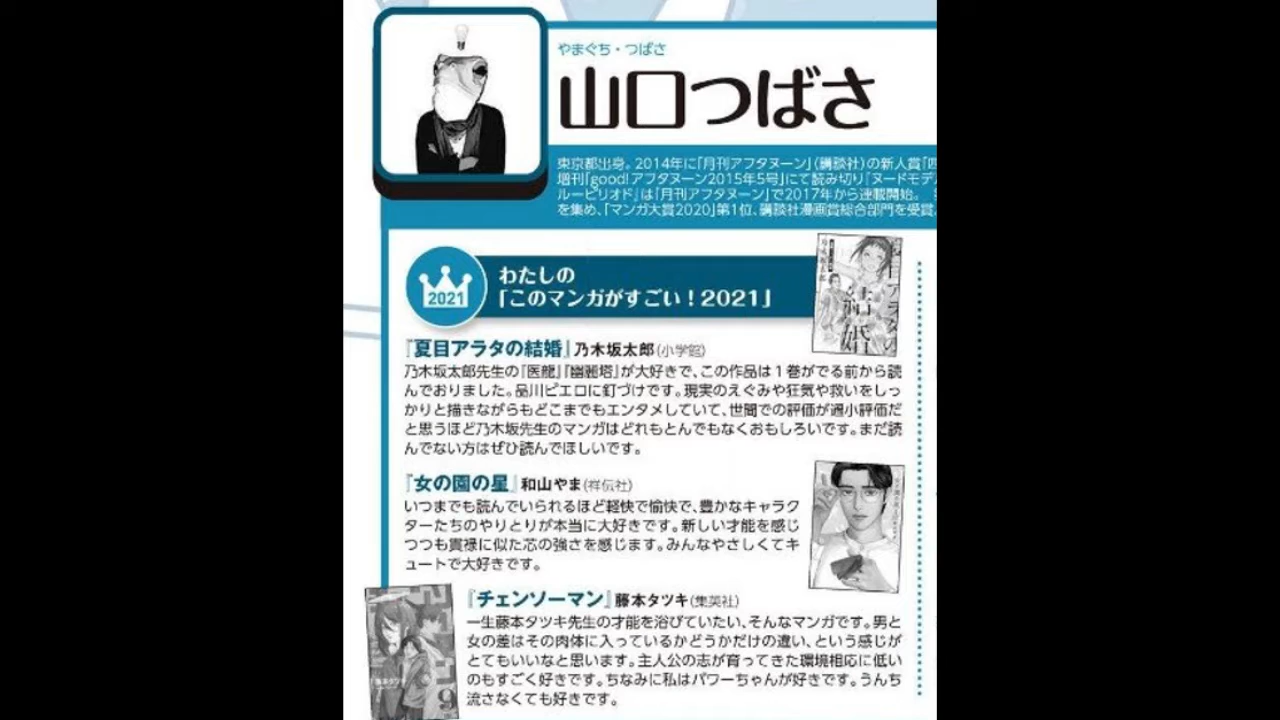 やまぐち・つばさ
山口つばさ
東京都出身。2014年に「月刊アフタヌーン」(講談社)の新人賞「四
増刊「good!アフタヌーン2015年5号」にて読み切り「ヌードモデ
ルーピリオド』は「月刊アフタヌーン」で2017年から連載開始。
を集め、「マンガ大賞2020」第1位、講談社漫画賞総合部門を受賞。
2021
わたしの
「このマンガがすごい!2021」
『夏目アラタの結婚』乃木坂太郎(小学館)
乃木坂太郎先生の『医龍』『幽麗塔』が大好きで、この作品は1巻がでる前から読
んでおりました。品川ピエロに釘づけです。現実のえぐみや狂気や救いをしっ
かりと描きながらもどこまでもエンタメしていて、世間での評価が過小評価だ
と思うほど乃木坂先生のマンガはどれもとんでもなくおもしろいです。まだ読
んでない方はぜひ読んでほしいです。
『女の園の星』和山やま(祥伝社)
いつまでも読んでいられるほど軽快で愉快で、豊かなキャラク
ターたちのやりとりが本当に大好きです。新しい才能を感じ
つつも貫禄に似た芯の強さを感じます。みんなやさしくてキ
ュートで大好きです。
『チェンソーマン』藤本タツキ(集英社)
一生藤本タツキ先生の才能を浴びていたい、そんなマンガです。男と
女の差はその肉体に入っているかどうかだけの違い、という感じが
とてもいいなと思います。主人公の志が育ってきた環境相応に低い
のもすごく好きです。ちなみに私はパワーちゃんが好きです。うんち
流さなくても好きです。
夏目アラタの結婚
藤本タツキ
9